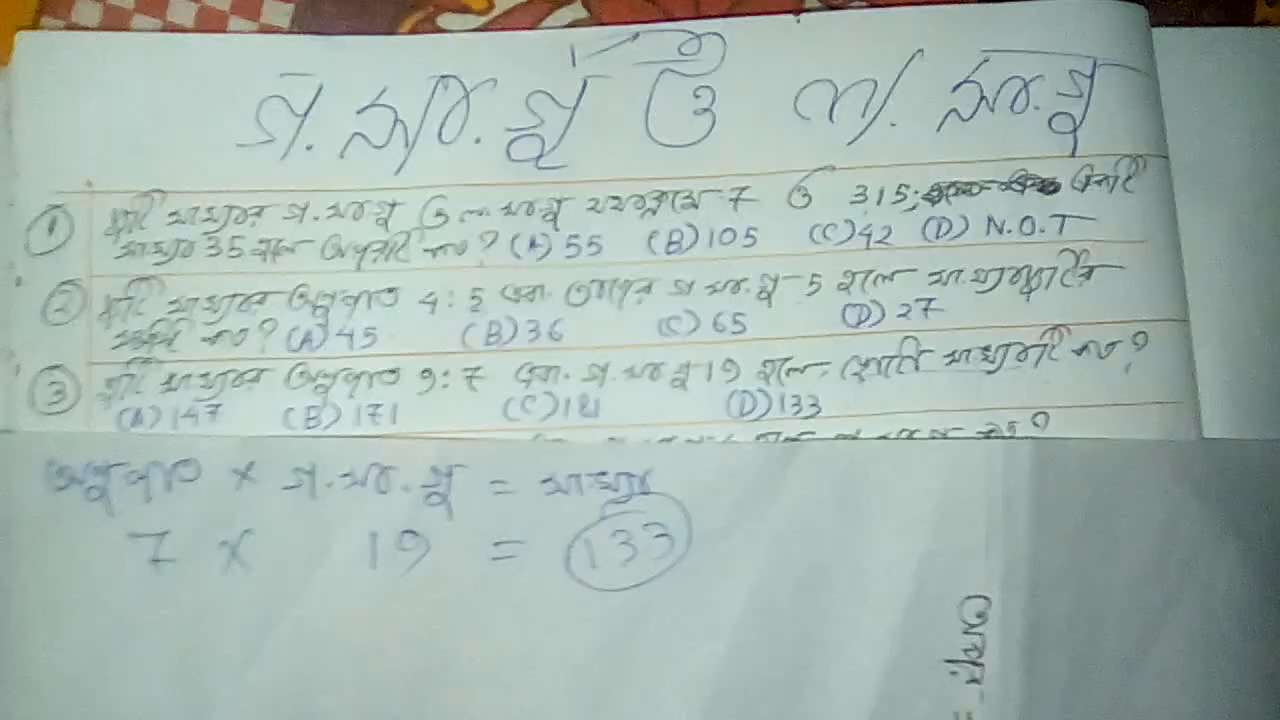 গ. সা. গু ও ল. সা. গু
① দুটি সংখ্যার গ.সা.গু ও ল.সা.গু যথাক্রমে 7 ও 315; একটি
সংখ্যা 35 হলে অপরটি কত? (A) 55 (B) 105 (C) 42 (D) N.O.T
② দুটি সংখ্যার অনুপাত 4 : 5 এবং তাদের গ.সা.গু 5 হলে সংখ্যাদুটির
সমষ্টি কত? (A) 45 (B) 36 (C) 65 (D) 27
③ দুটি সংখ্যার অনুপাত 9 : 7 এবং গ.সা.গু 19 হলে, ছোট সংখ্যাটি কত?
(A) 147 (B) 171 (C) 121 (D) 133
অনুপাত × গ.সা.গু = সংখ্যা
7 × 19 = 133